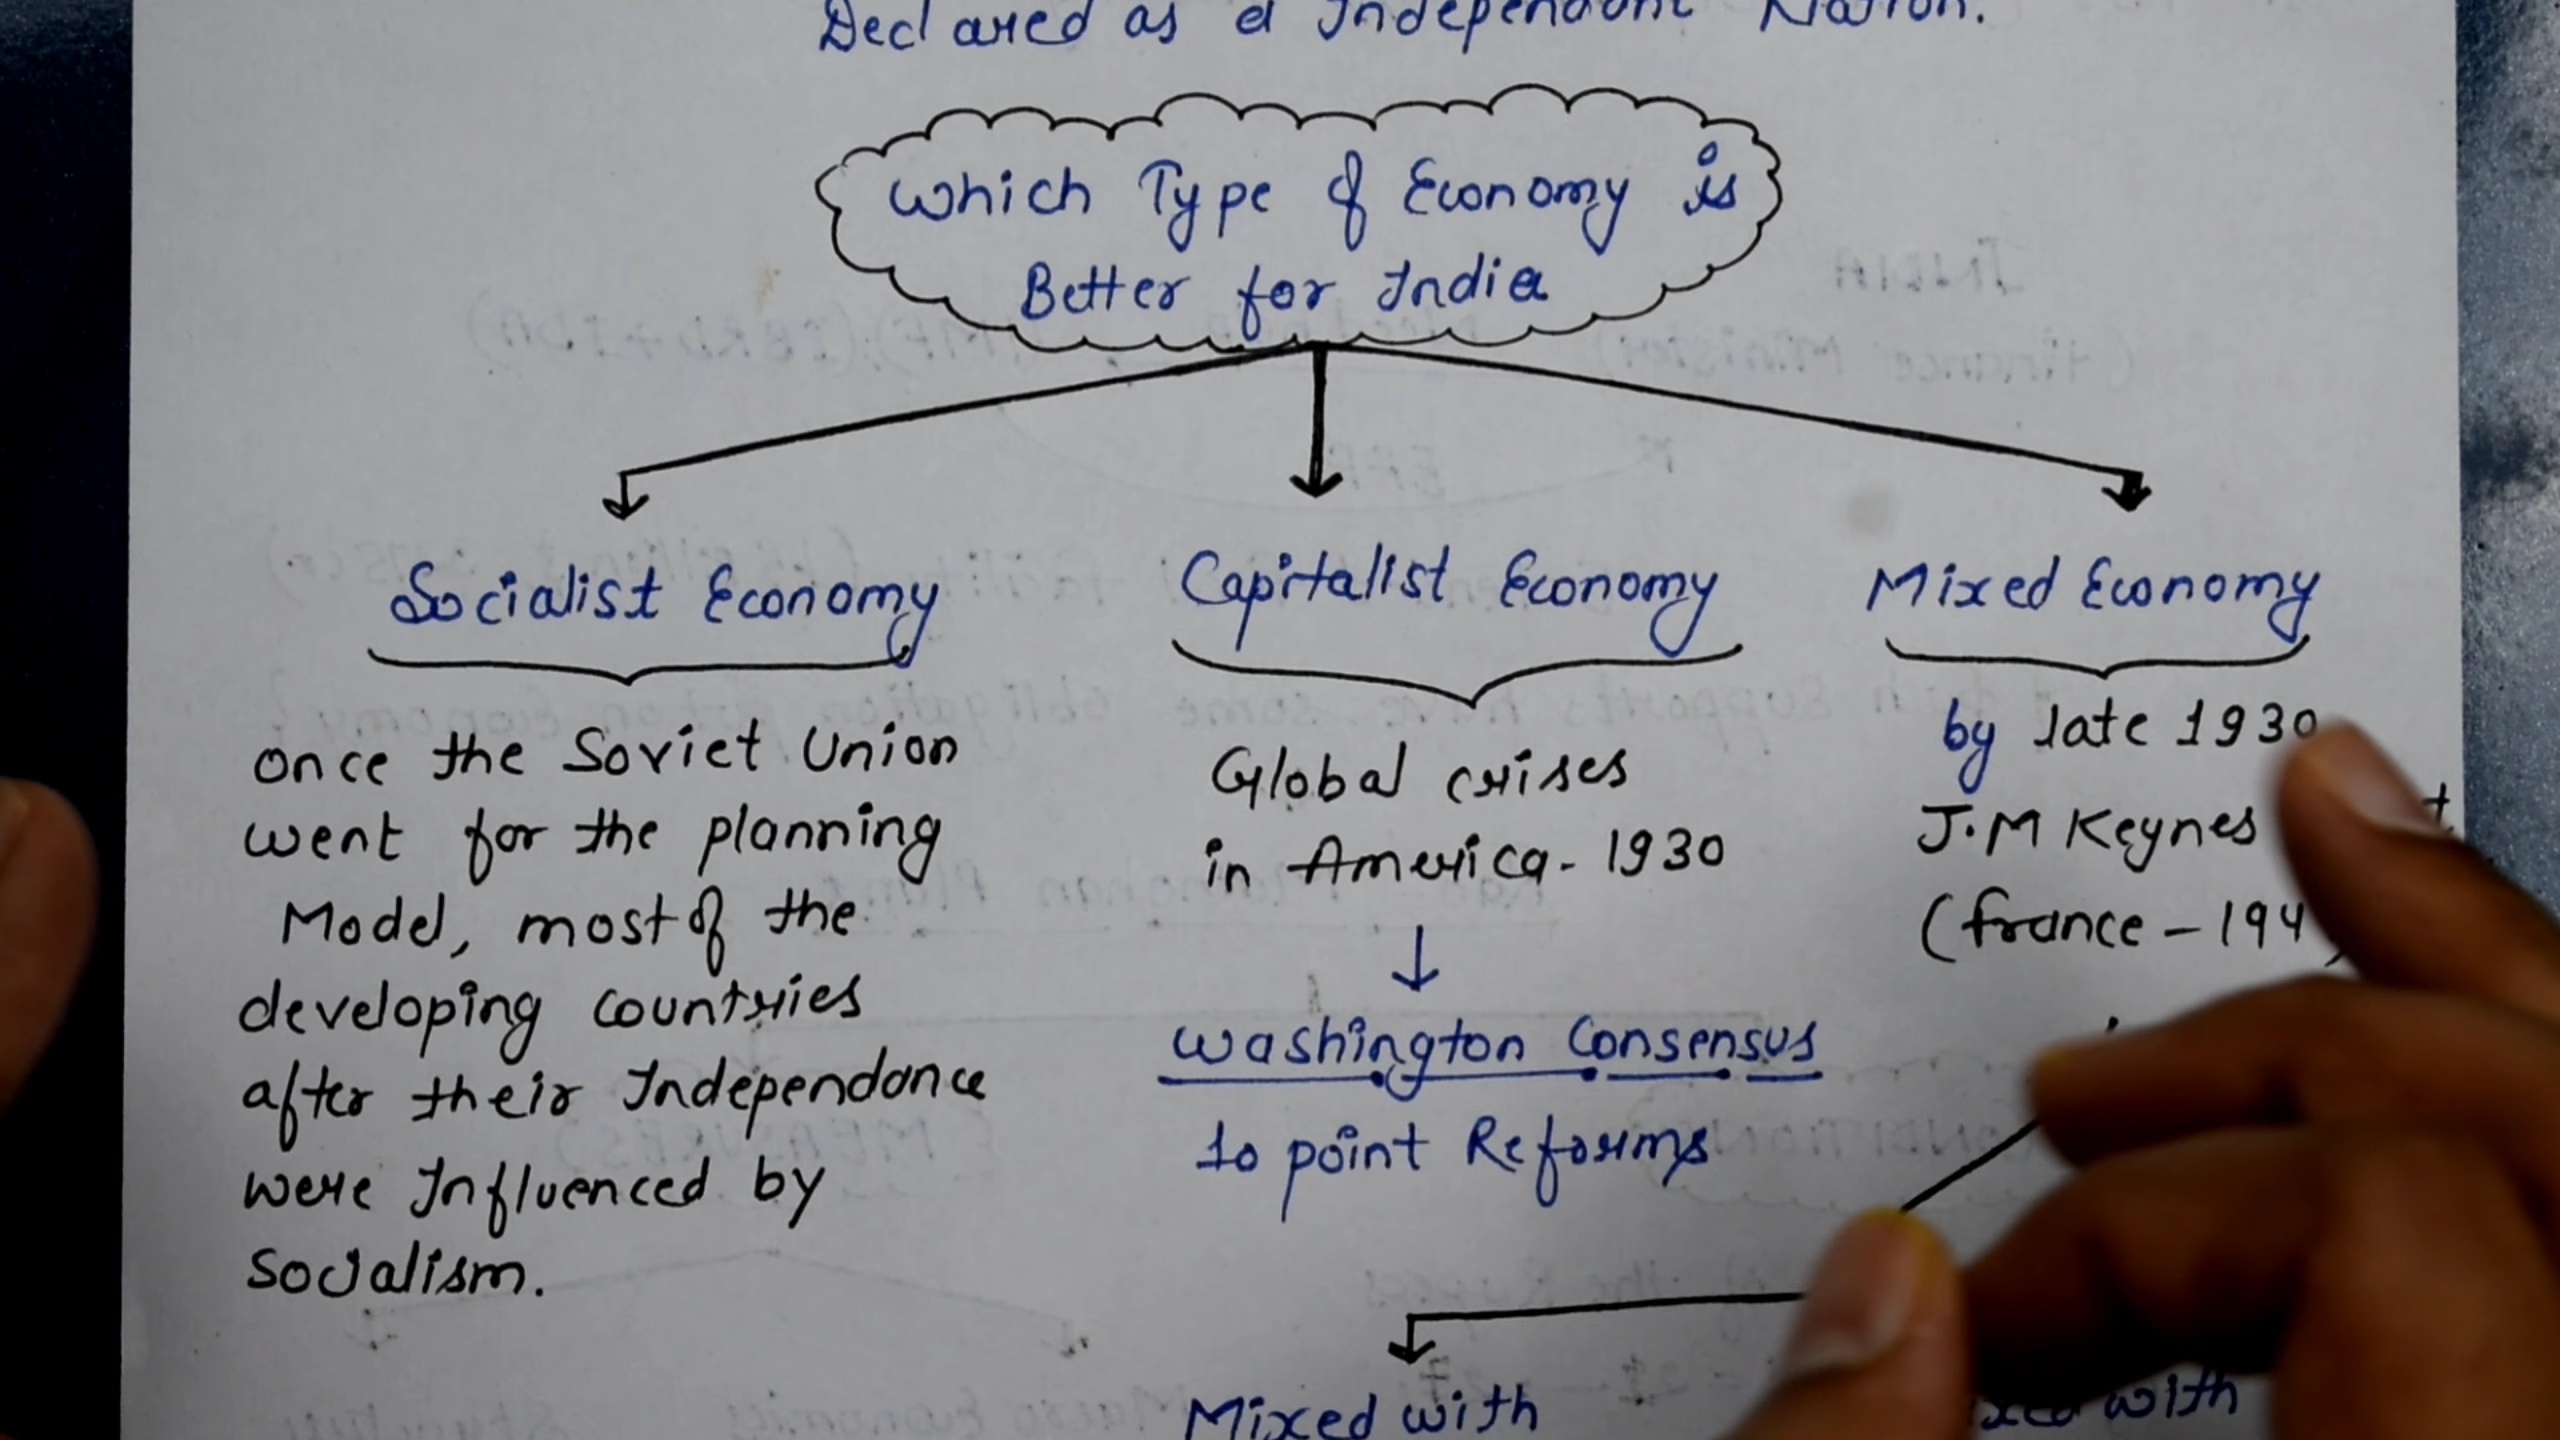 Declared as a Independant Nation.
Which Type of Economy is
Better for India
Socialist Economy
Capitalist Economy
Mixed Economy
once the Soviet Union
went for the planning
Model, most of the
developing countries
after their Independance
were Influenced by
Socialism.
Global crises
in America - 1930
↓
Washington Consensus
10 point Reforms
by late 1930
J.M Keynes
(france - 194
Mixed with
with